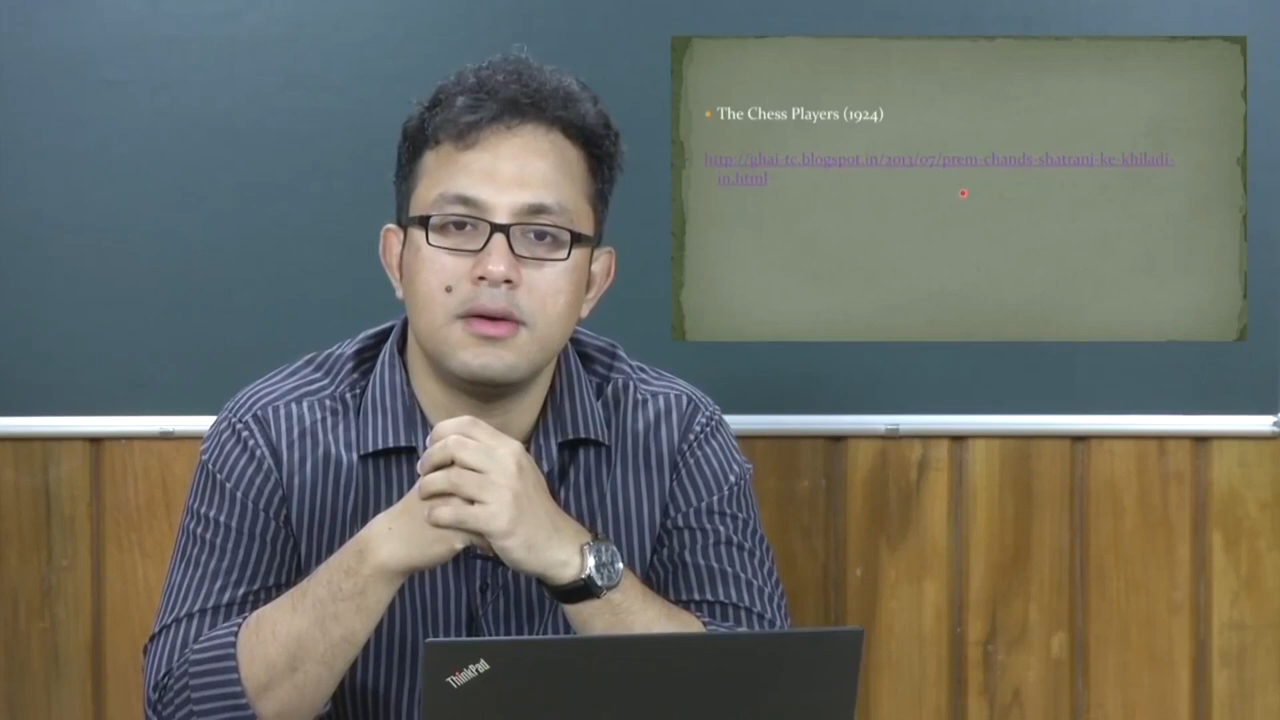 The Chess Players (1924)
http://ghai-tc.blogspot.in/2013/07/prem-chands-shatranj-ke-khiladi-
in.html
ThinkPad